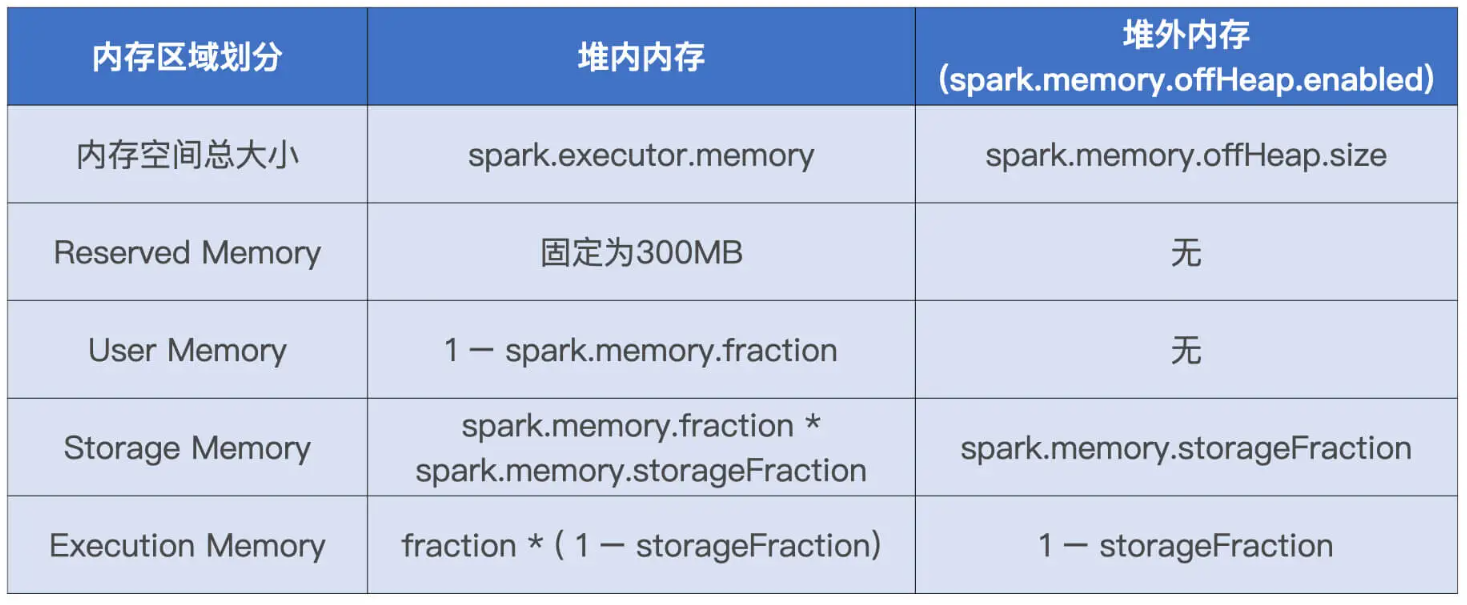 内存区域划分
堆内内存
堆外内存
(spark.memory.offHeap.enabled)
内存空间总大小
spark.executor.memory
spark.memory.offHeap.size
Reserved Memory
固定为300MB
无
User Memory
1 — spark.memory.fraction
无
Storage Memory
spark.memory.fraction *
spark.memory.storageFraction
spark.memory.storageFraction
Execution Memory
fraction * ( 1 — storageFraction)
1 — storageFraction